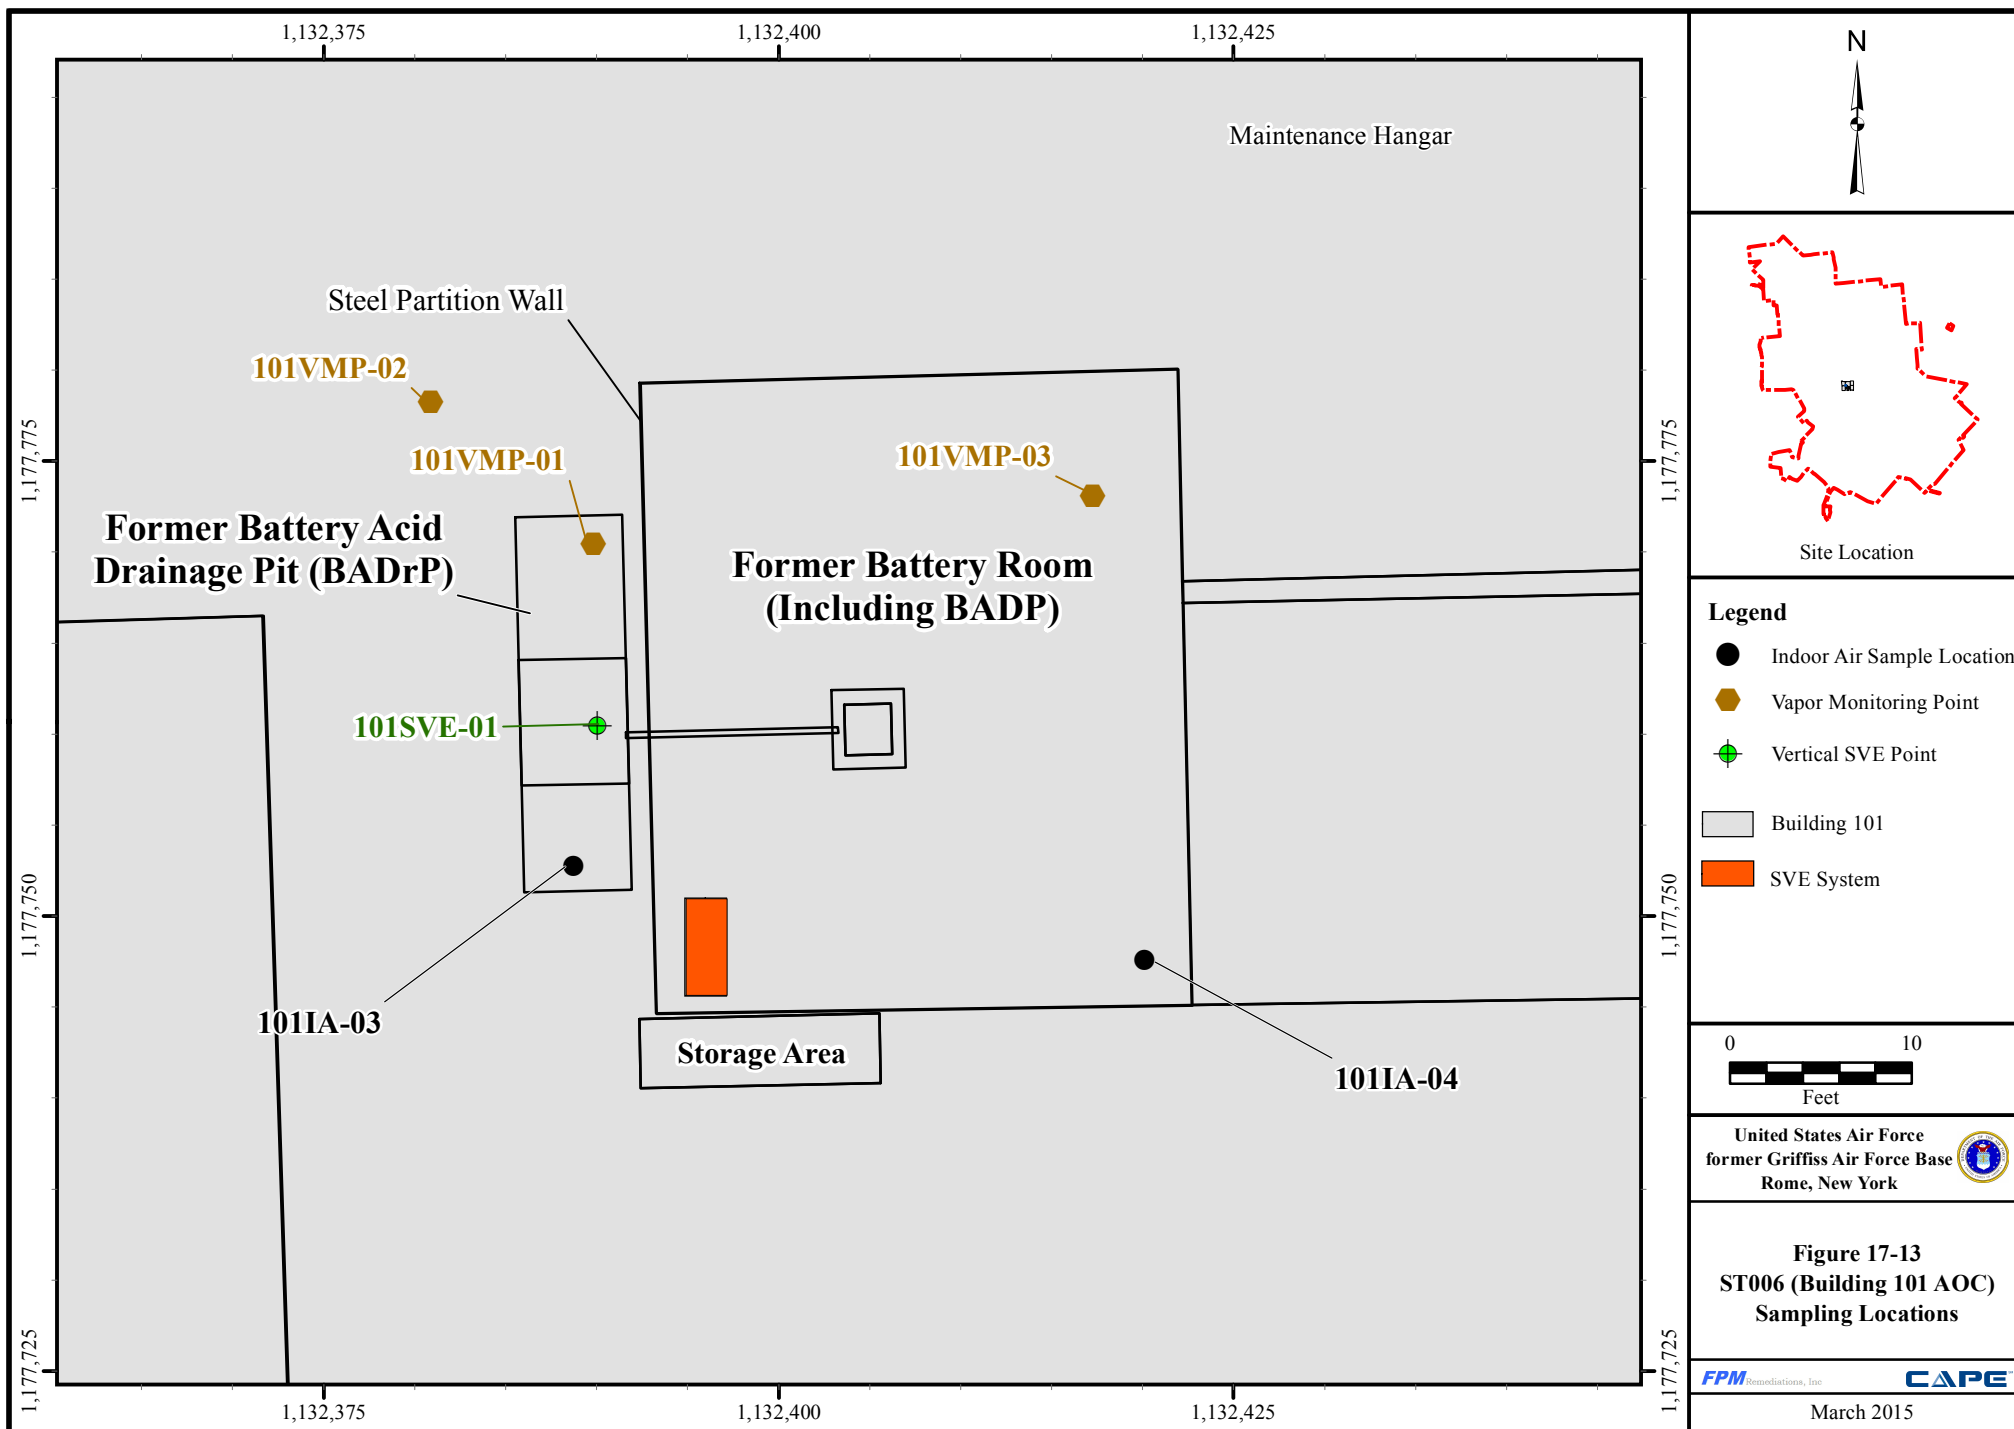 1,132,375
1,132,400
1,132,425
N
Maintenance Hangar
Steel Partition Wall
101VMP-02
101VMP-01
101VMP-03
1,177,775
1,177,775
Former Battery Acid
Drainage Pit (BADrP)
Former Battery Room
(Including BADP)
101SVE-01
101IA-03
Storage Area
101IA-04
1,177,750
1,177,750
1,177,725
1,177,725
1,132,375
1,132,400
1,132,425
Site Location
Legend
Indoor Air Sample Location
Vapor Monitoring Point
Vertical SVE Point
Building 101
SVE System
0 10
Feet
United States Air Force
former Griffiss Air Force Base
Rome, New York
Figure 17-13
ST006 (Building 101 AOC)
Sampling Locations
FPM Remediations, Inc
CAPE
March 2015